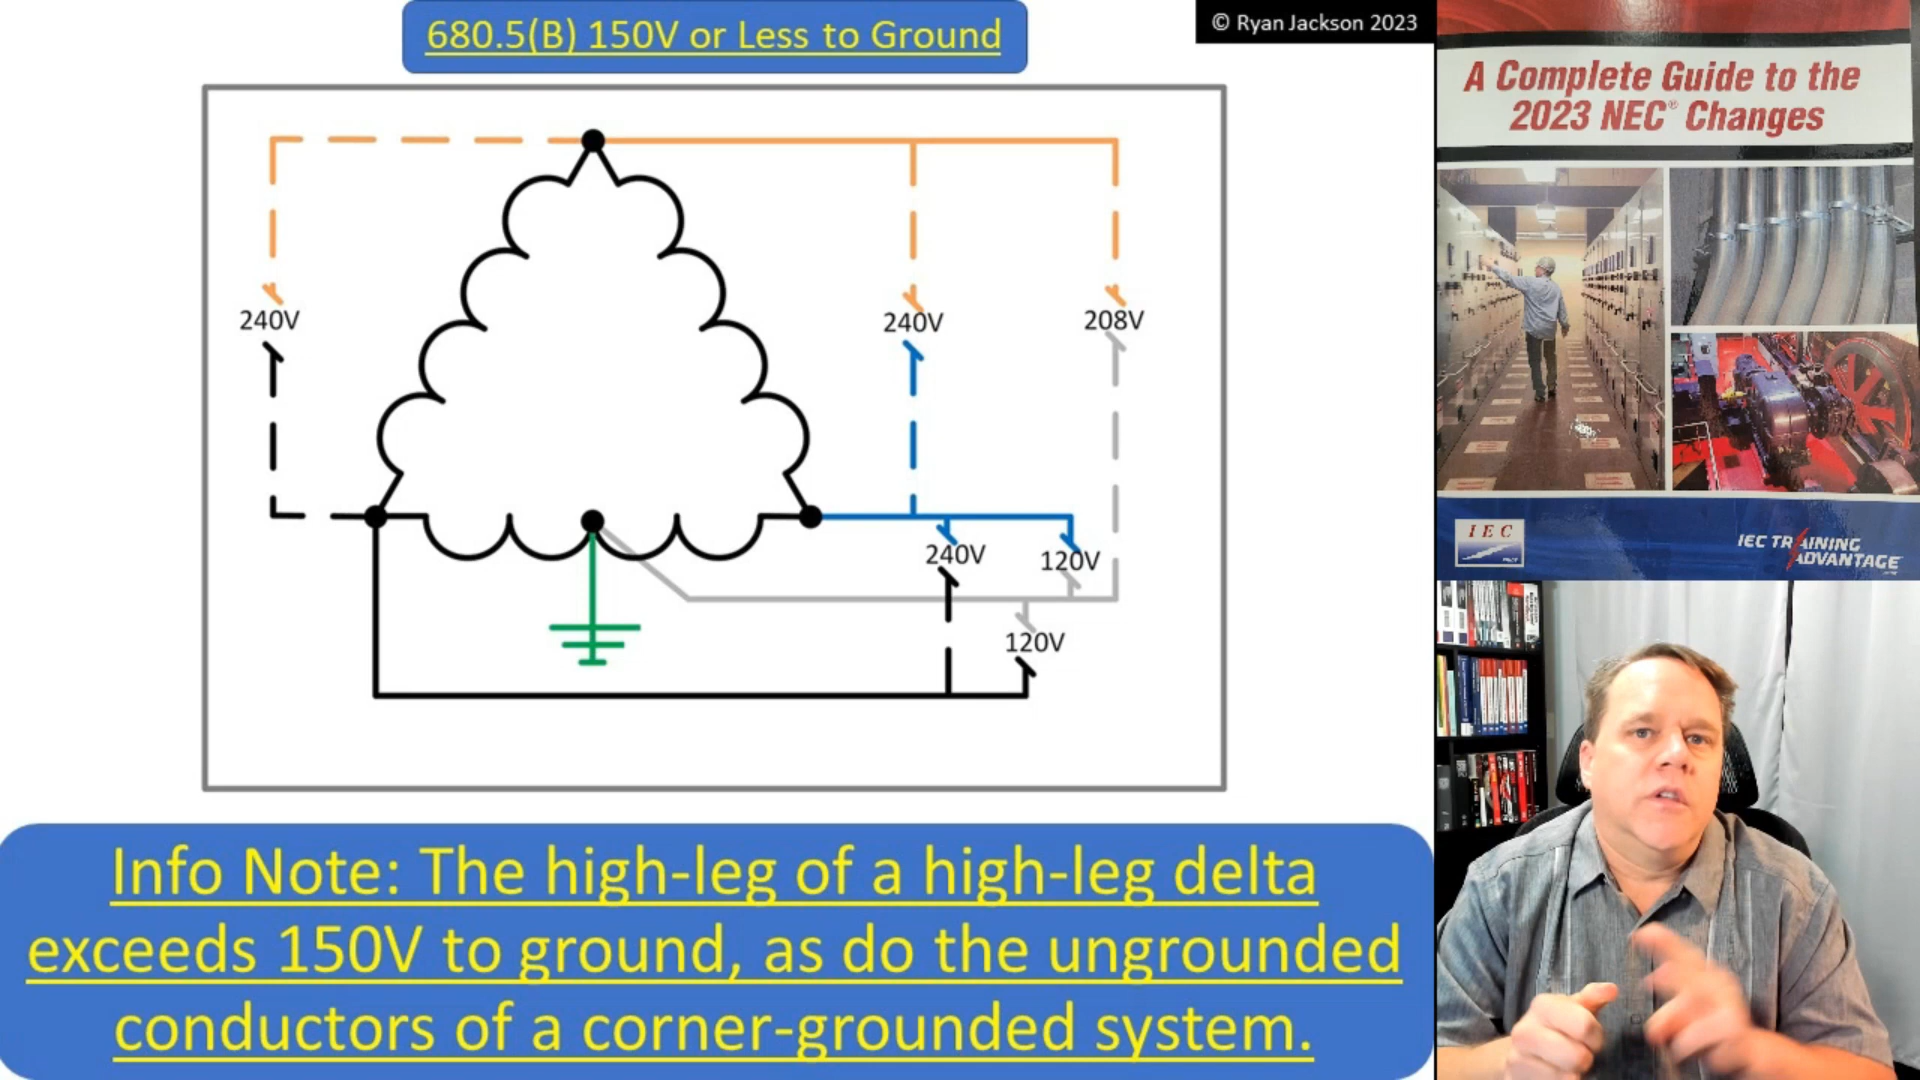 680.5(B) 150V or Less to Ground
© Ryan Jackson 2023
A Complete Guide to the
2023 NEC® Changes
240V
240V
208V
240V
120V
120V
IEC
IEC TRAINING
ADVANTAGE
Info Note: The high-leg of a high-leg delta
exceeds 150V to ground, as do the ungrounded
conductors of a corner-grounded system.